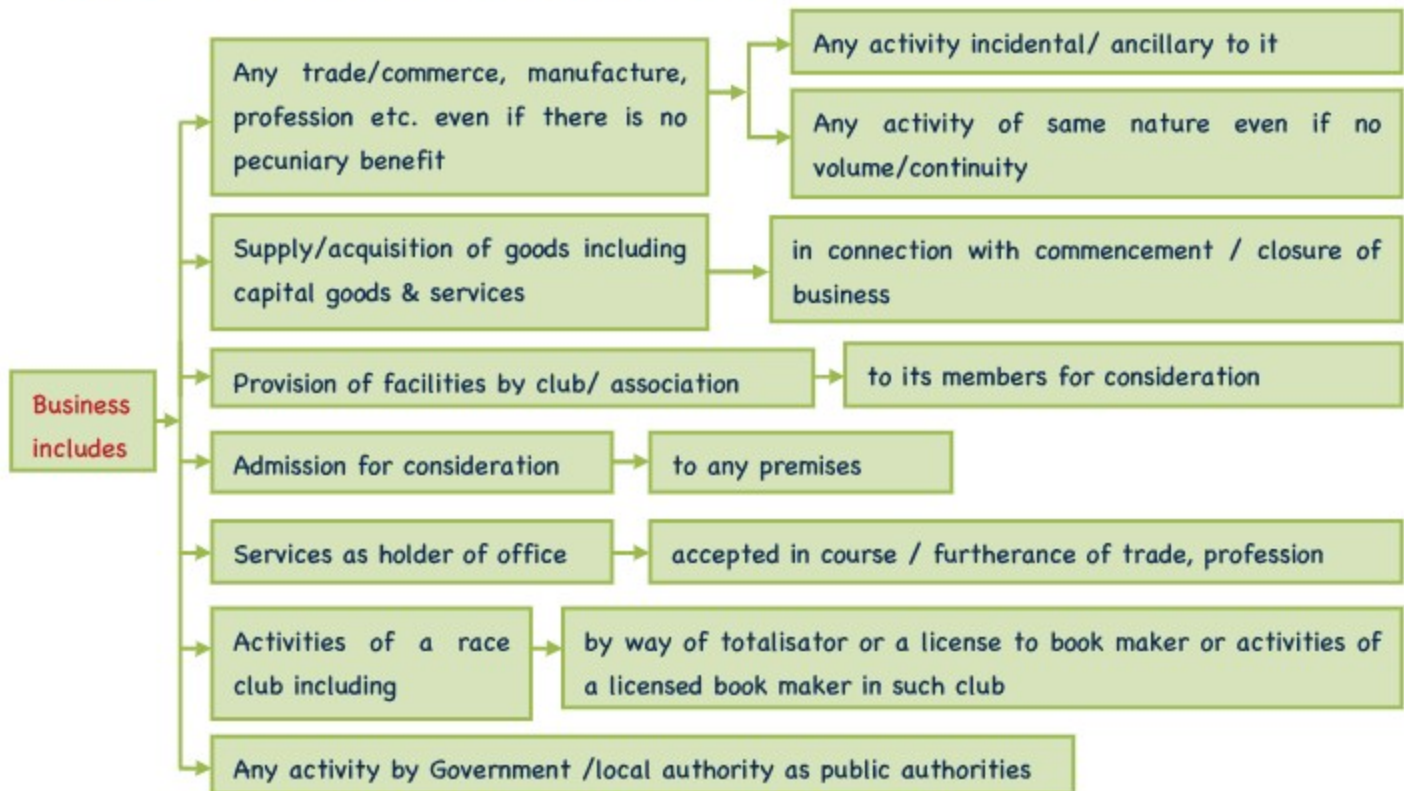 Business
includes
Any trade/commerce, manufacture,
profession etc. even if there is no
pecuniary benefit
Any activity incidental/ ancillary to it
Any activity of same nature even if no
volume/continuity
Supply/acquisition of goods including
capital goods & services
in connection with commencement / closure of
business
Provision of facilities by club/ association
to its members for consideration
Admission for consideration
to any premises
Services as holder of office
accepted in course / furtherance of trade, profession
Activities of a race
club including
by way of totalisator or a license to book maker or activities of
a licensed book maker in such club
Any activity by Government /local authority as public authorities